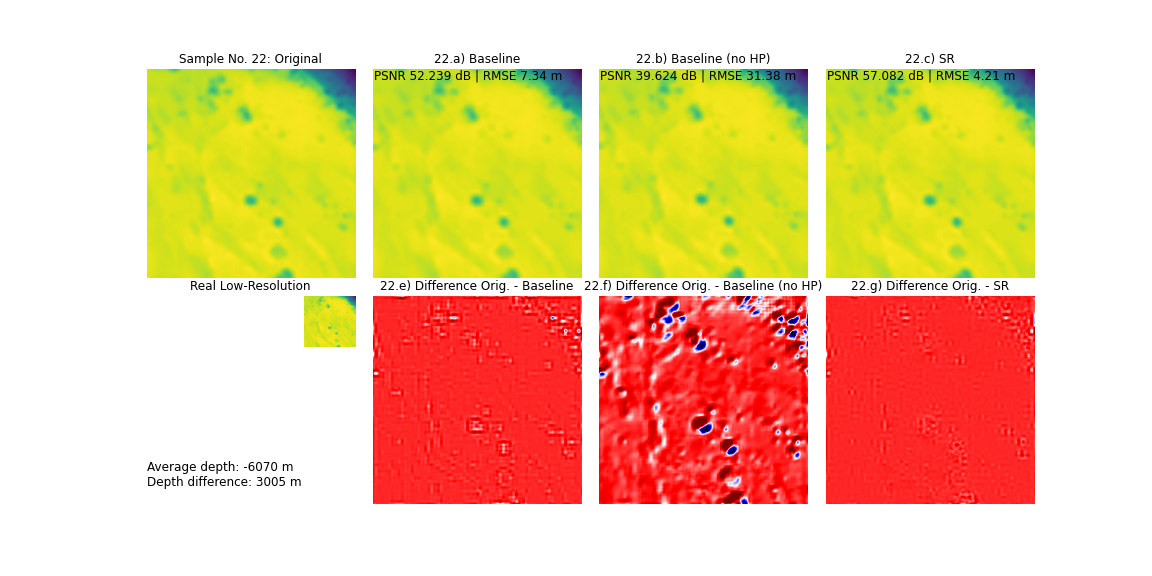 Sample No. 22: Original
22.a) Baseline
22.b) Baseline (no HP)
22.c) SR
PSNR 52.239 dB | RMSE 7.34 m
PSNR 39.624 dB | RMSE 31.38 m
PSNR 57.082 dB | RMSE 4.21 m
Real Low-Resolution
22.e) Difference Orig. - Baseline
22.f) Difference Orig. - Baseline (no HP)
22.g) Difference Orig. - SR
Average depth: -6070 m
Depth difference: 3005 m